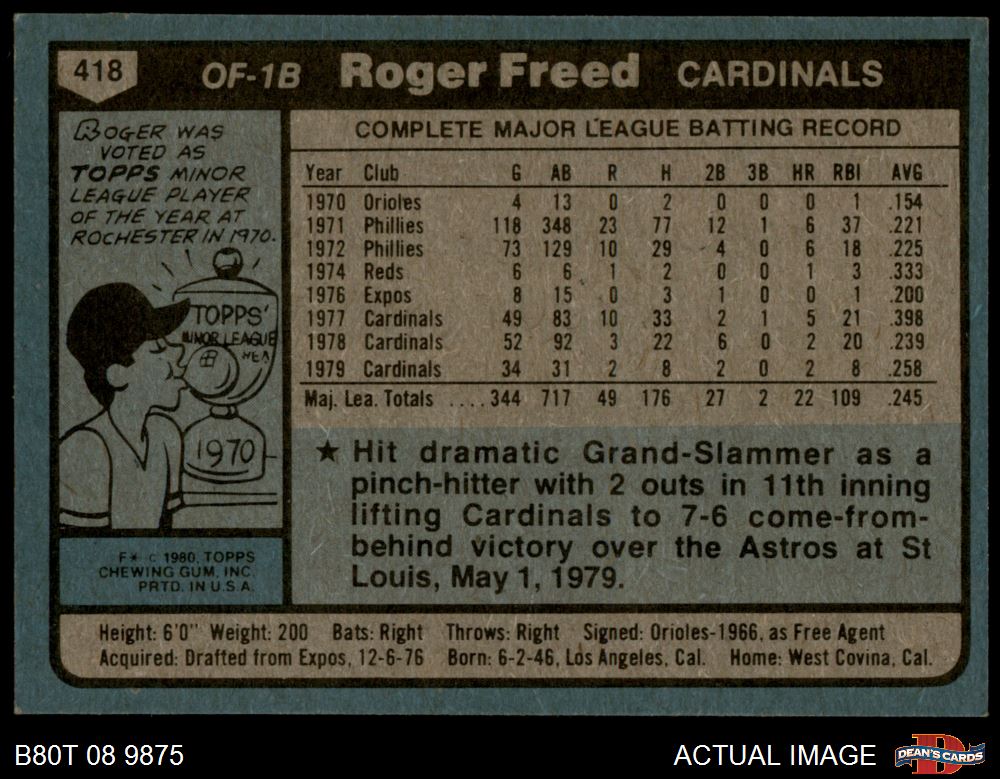 418 OF-1B Roger Freed CARDINALS
ROGER WAS
VOTED AS
TOPPS MINOR
LEAGUE PLAYER
OF THE YEAR AT
ROCHESTER IN 1970.
TOPPS'
MINOR LEAGUE
1970
F* © 1980, TOPPS
CHEWING GUM, INC.
PRTD. IN U.S.A.
COMPLETE MAJOR LEAGUE BATTING RECORD
Year Club G AB R H 2B 3B HR RBI AVG
1970 Orioles 4 13 0 2 0 0 0 1 .154
1971 Phillies 118 348 23 77 12 1 6 37 .221
1972 Phillies 73 129 10 29 4 0 6 18 .225
1974 Reds 6 6 1 2 0 0 1 3 .333
1976 Expos 8 15 0 3 1 0 0 1 .200
1977 Cardinals 49 83 10 33 2 1 5 21 .398
1978 Cardinals 52 92 3 22 6 0 2 20 .239
1979 Cardinals 34 31 2 8 2 0 2 8 .258
Maj. Lea. Totals ....344 717 49 176 27 2 22 109 .245
★ Hit dramatic Grand-Slammer as a
pinch-hitter with 2 outs in 11th inning
lifting Cardinals to 7-6 come-from-
behind victory over the Astros at St
Louis, May 1, 1979.
Height: 6'0" Weight: 200 Bats: Right Throws: Right Signed: Orioles-1966, as Free Agent
Acquired: Drafted from Expos, 12-6-76 Born: 6-2-46, Los Angeles, Cal. Home: West Covina, Cal.
B80T 08 9875
ACTUAL IMAGE
DEAN'S CARDS